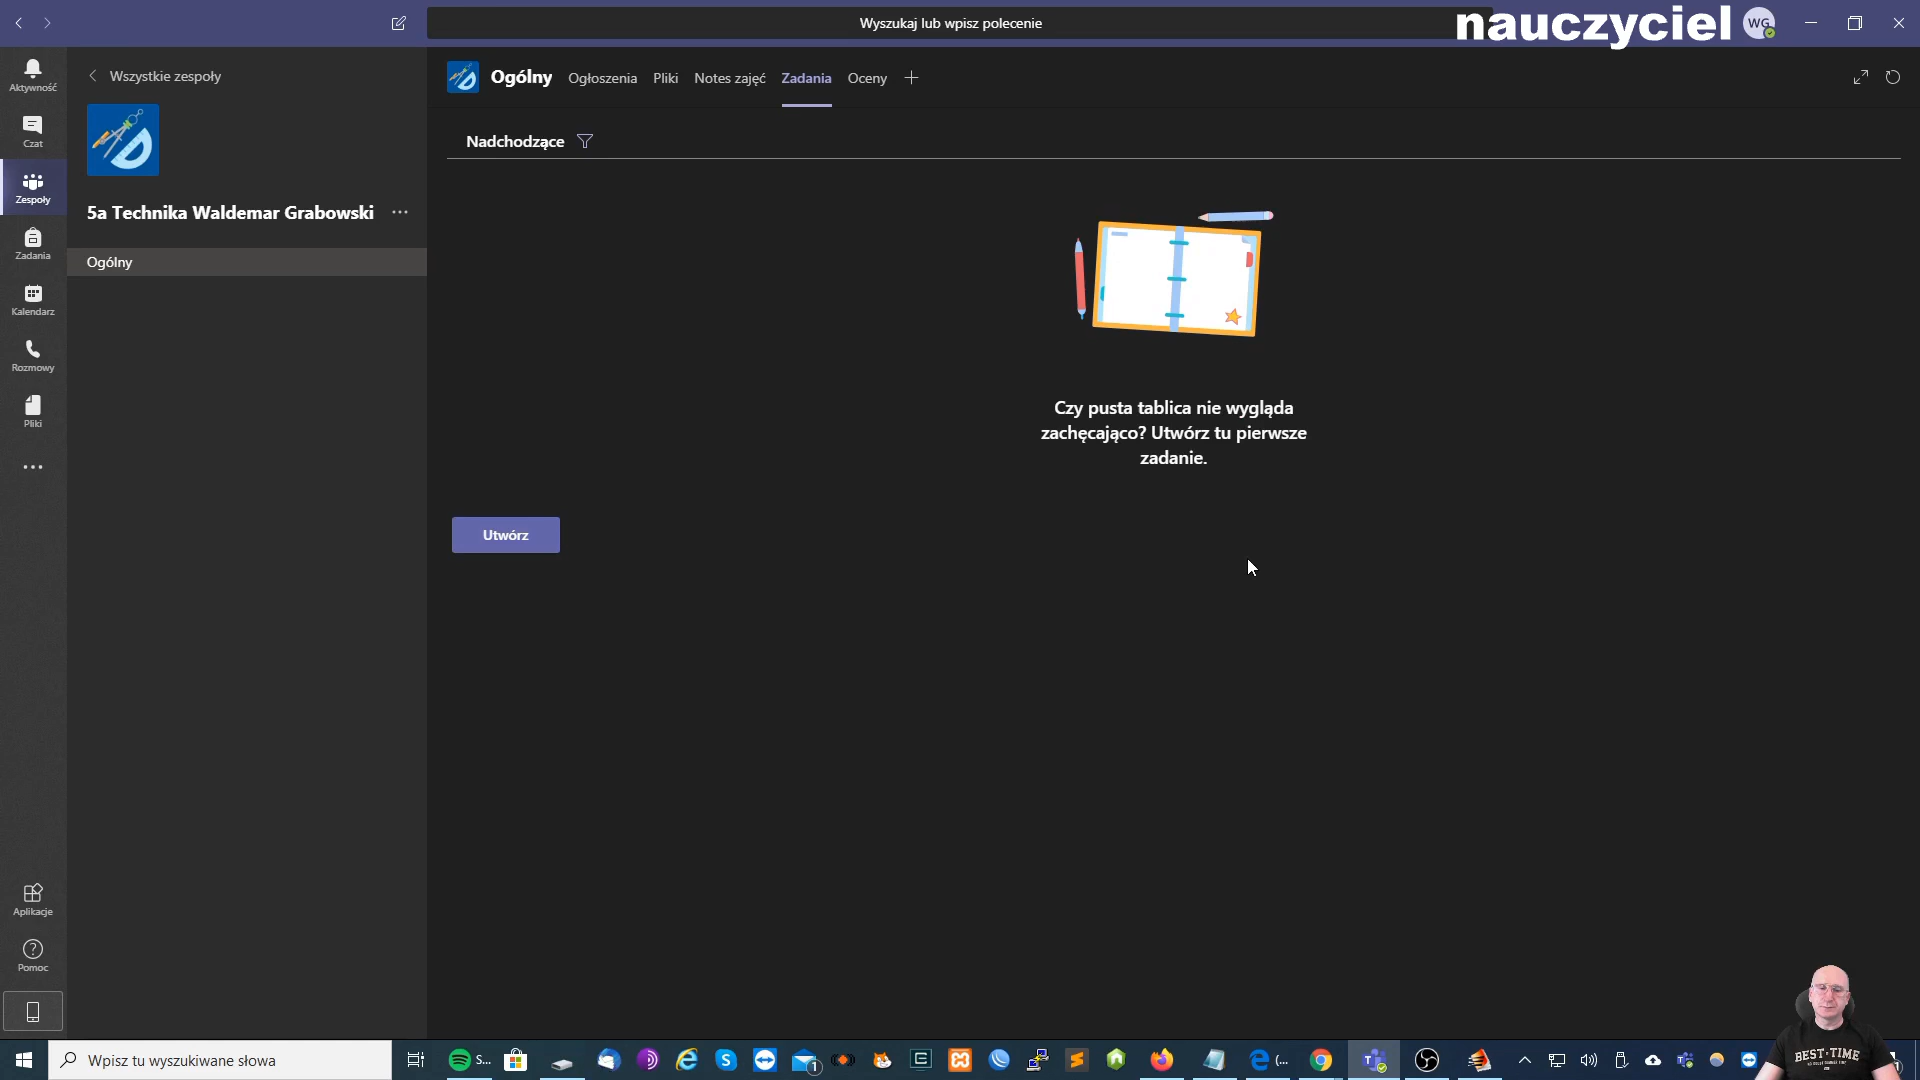 Wyszukaj lub wpisz polecenie
nauczyciel
WG
Aktywność
Czat
Zespoły
Zadania
Kalendarz
Rozmowy
Pliki
Aplikacje
Pomoc
Wszystkie zespoły
5a Technika Waldemar Grabowski
Ogólny
Ogólny
Ogłoszenia
Pliki
Notes zajęć
Zadania
Oceny
Nadchodzące
Czy pusta tablica nie wygląda
zachęcająco? Utwórz tu pierwsze
zadanie.
Utwórz
Wpisz tu wyszukiwane słowa
S...
1
(...
BEST·TIME